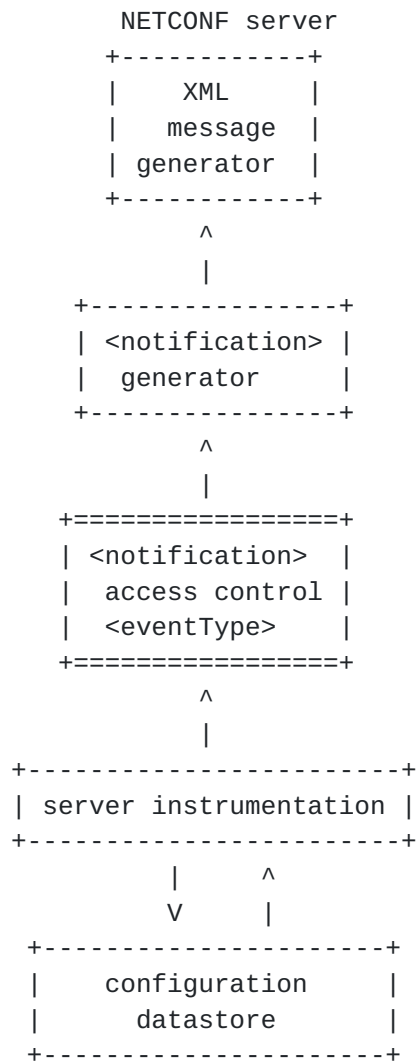 NETCONF server
+------------+
|    XML     |
|   message  |
| generator  |
+------------+
^
|
+----------------+
| <notification> |
|  generator     |
+----------------+
^
|
+=================+
| <notification>  |
|  access control |
|  <eventType>    |
+=================+
^
|
+------------------------+
| server instrumentation |
+------------------------+
|     ^
V     |
+----------------------+
|    configuration     |
|      datastore       |
+----------------------+